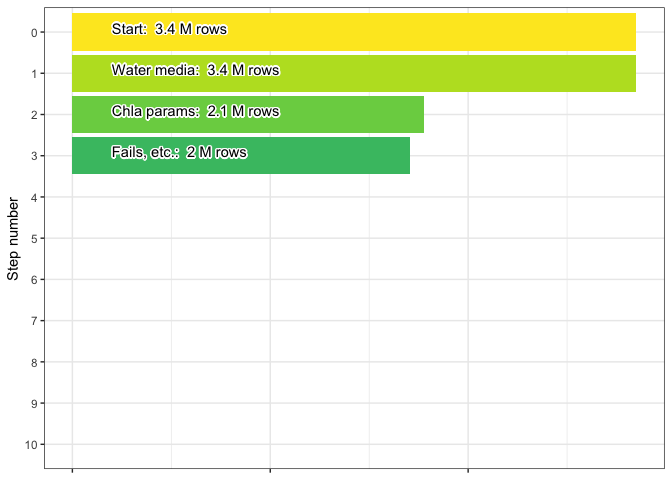 Step number
0
Start:  3.4 M rows
1
Water media:  3.4 M rows
2
Chla params:  2.1 M rows
3
Fails, etc.:  2 M rows
4
5
6
7
8
9
10